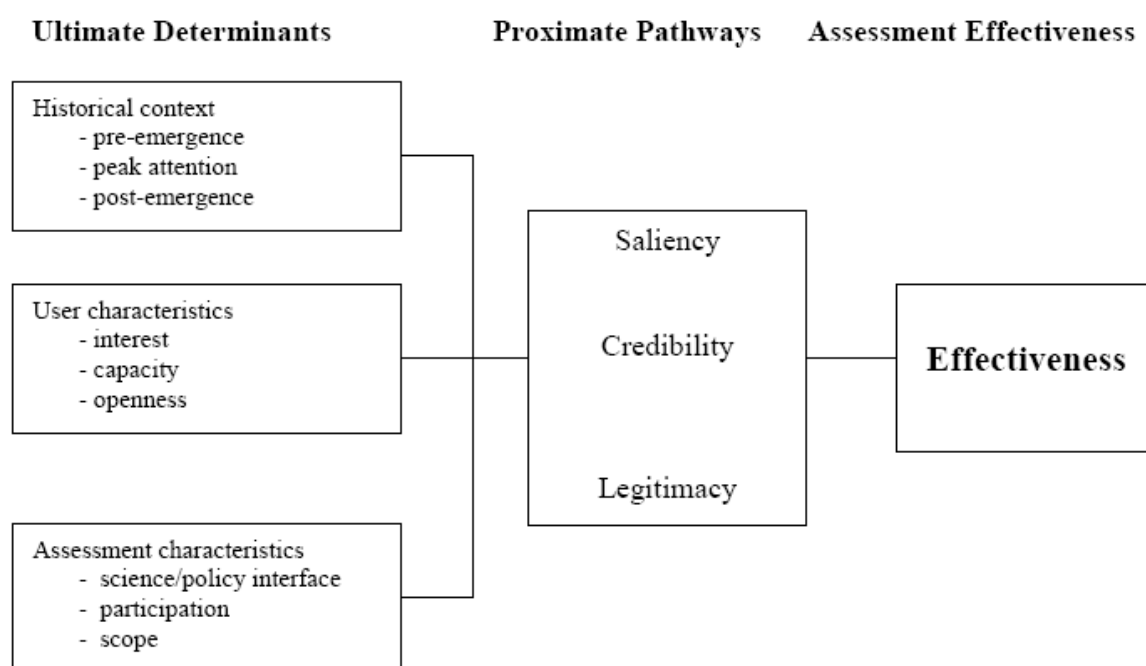 Ultimate Determinants
Proximate Pathways
Assessment Effectiveness
Historical context
- pre-emergence
- peak attention
- post-emergence
User characteristics
- interest
- capacity
- openness
Assessment characteristics
- science/policy interface
- participation
- scope
Saliency
Credibility
Legitimacy
Effectiveness